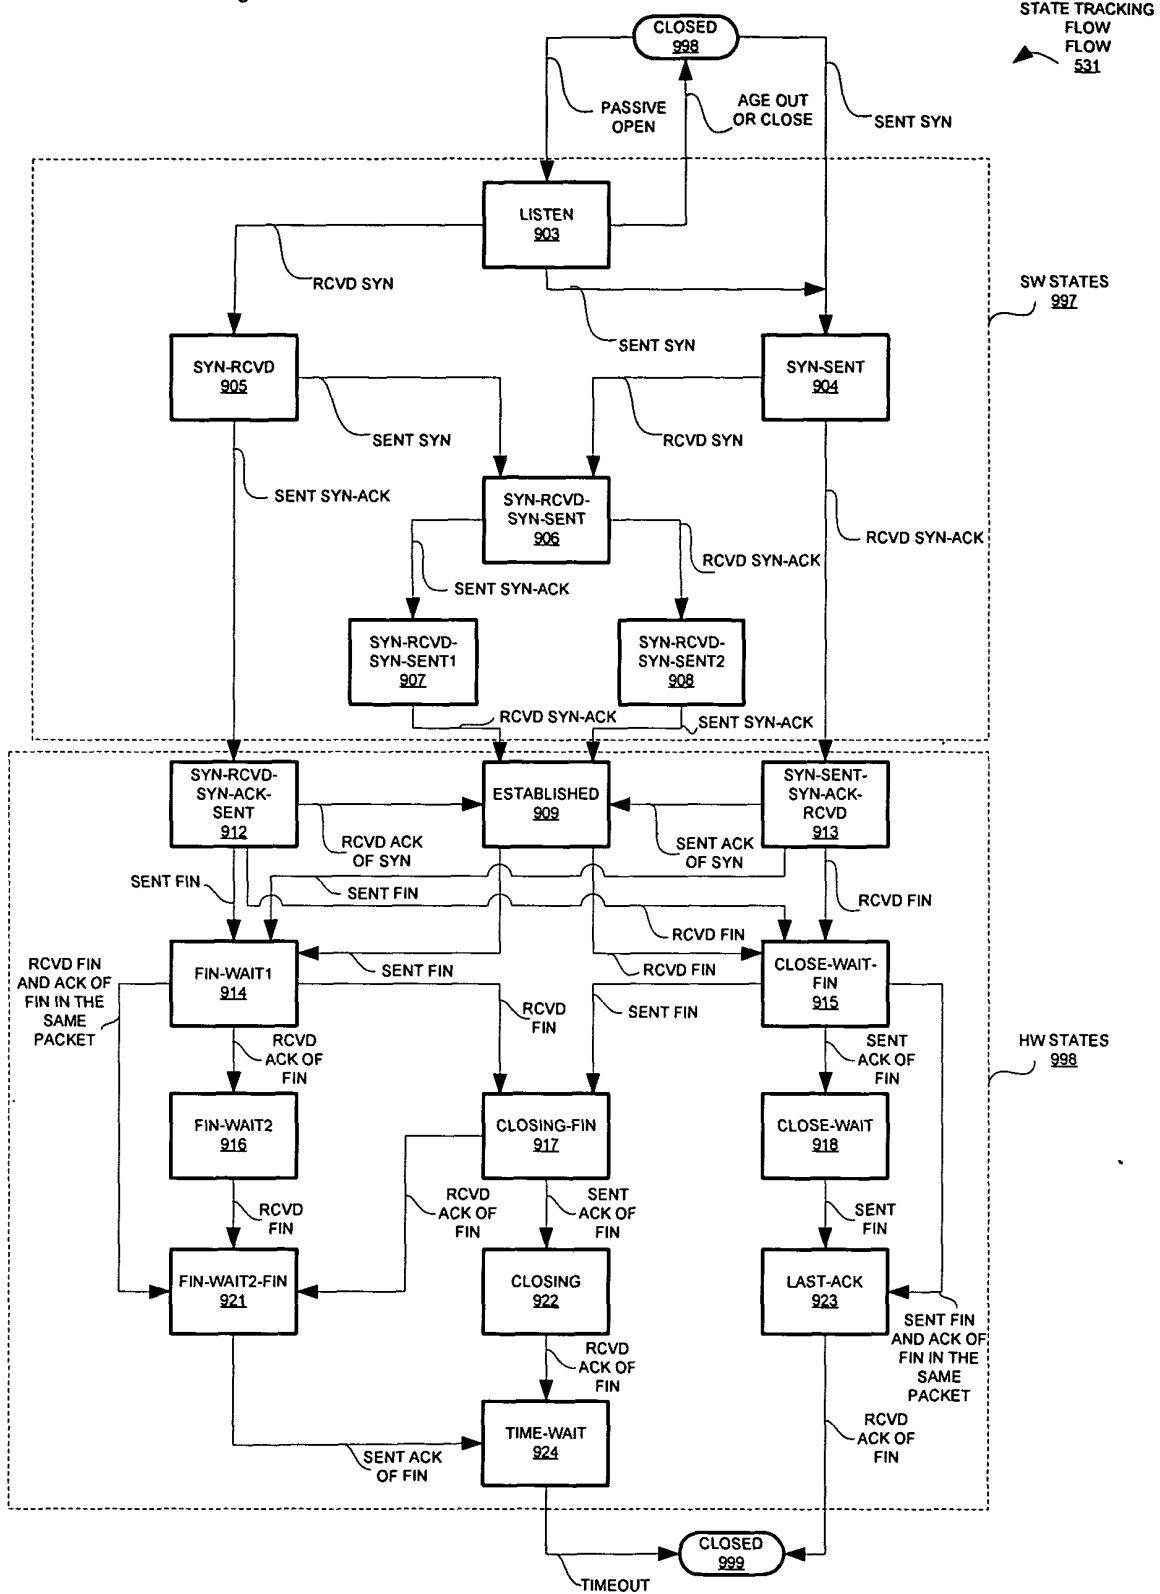 STATE TRACKING
FLOW
FLOW
531
CLOSED
998
PASSIVE
OPEN
AGE OUT
OR CLOSE
SENT SYN
LISTEN
903
RCVD SYN
SENT SYN
SW STATES
997
SYN-RCVD
905
SYN-SENT
904
SENT SYN
RCVD SYN
SENT SYN-ACK
SYN-RCVD-
SYN-SENT
906
RCVD SYN-ACK
RCVD SYN-ACK
SENT SYN-ACK
SYN-RCVD-
SYN-SENT1
907
SYN-RCVD-
SYN-SENT2
908
RCVD SYN-ACK
SENT SYN-ACK
SYN-RCVD-
SYN-ACK-
SENT
912
ESTABLISHED
909
SYN-SENT-
SYN-ACK-
RCVD
913
RCVD ACK
OF SYN
SENT ACK
OF SYN
SENT FIN
SENT FIN
RCVD FIN
RCVD FIN
RCVD FIN
AND ACK OF
FIN IN THE
SAME
PACKET
FIN-WAIT1
914
SENT FIN
RCVD FIN
CLOSE-WAIT-
FIN
915
RCVD
FIN
SENT FIN
RCVD
ACK OF
FIN
SENT
ACK OF
FIN
HW STATES
998
FIN-WAIT2
916
CLOSING-FIN
917
CLOSE-WAIT
918
RCVD
FIN
RCVD
ACK OF
FIN
SENT
ACK OF
FIN
SENT
FIN
FIN-WAIT2-FIN
921
CLOSING
922
LAST-ACK
923
SENT FIN
AND ACK OF
FIN IN THE
SAME
PACKET
RCVD
ACK OF
FIN
TIME-WAIT
924
SENT ACK
OF FIN
RCVD
ACK OF
FIN
CLOSED
999
TIMEOUT